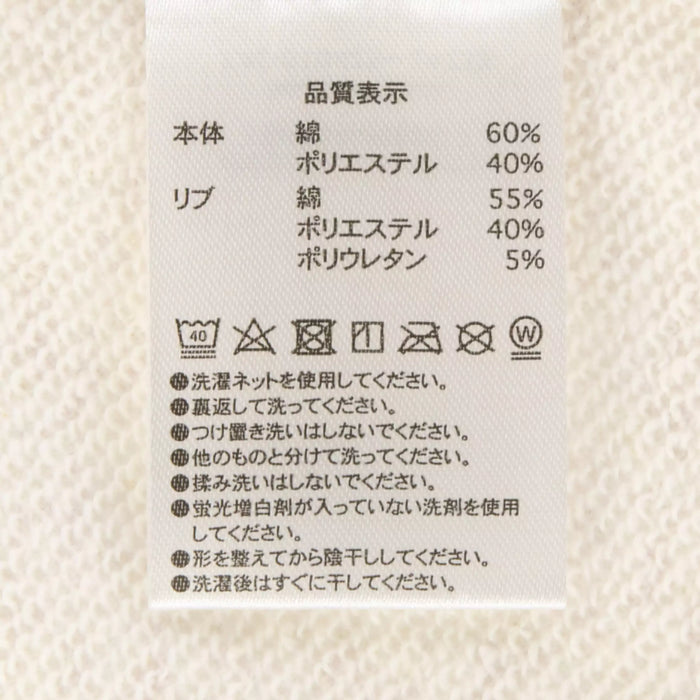 品質表示
本体 綿 60%
ポリエステル 40%
リブ 綿 55%
ポリエステル 40%
ポリウレタン 5%
40 W
●洗濯ネットを使用してください。
●裏返して洗ってください。
●つけ置き洗いはしないでください。
●他のものと分けて洗ってください。
●揉み洗いはしないでください。
●蛍光増白剤が入っていない洗剤を使用
してください。
●形を整えてから陰干ししてください。
●洗濯後はすぐに干してください。